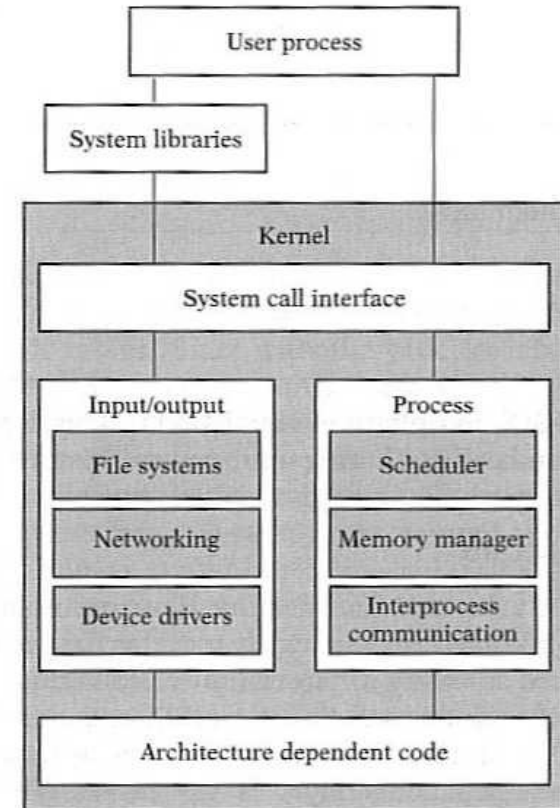 User process
System libraries
Kernel
System call interface
Input/output
File systems
Networking
Device drivers
Process
Scheduler
Memory manager
Interprocess
communication
Architecture dependent code